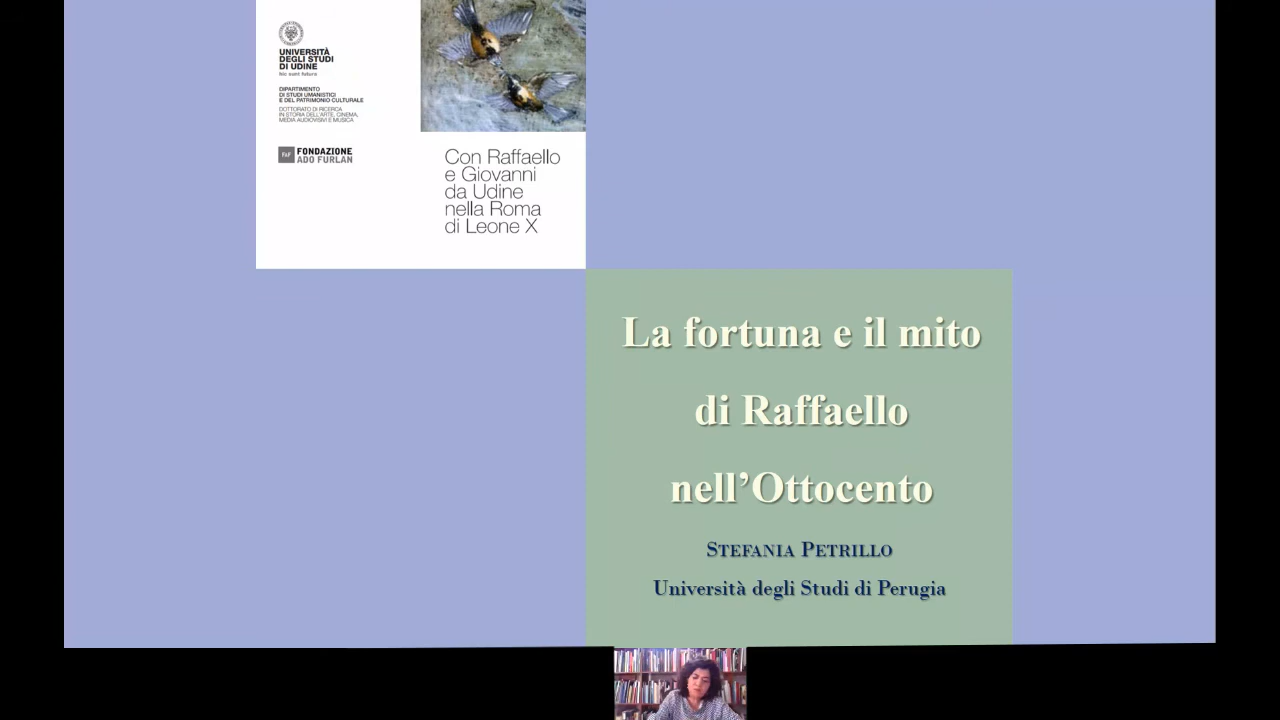 UNIVERSITÀ
DEGLI STUDI
DI UDINE
hic sunt futura
DIPARTIMENTO
DI STUDI UMANISTICI
E DEL PATRIMONIO CULTURALE
DOTTORATO DI RICERCA
IN STORIA DELL'ARTE, CINEMA,
MEDIA AUDIOVISIVI E MUSICA
FAF FONDAZIONE
ADO FURLAN
Con Raffaello
e Giovanni
da Udine
nella Roma
di Leone X
La fortuna e il mito
di Raffaello
nell’Ottocento
STEFANIA PETRILLO
Università degli Studi di Perugia